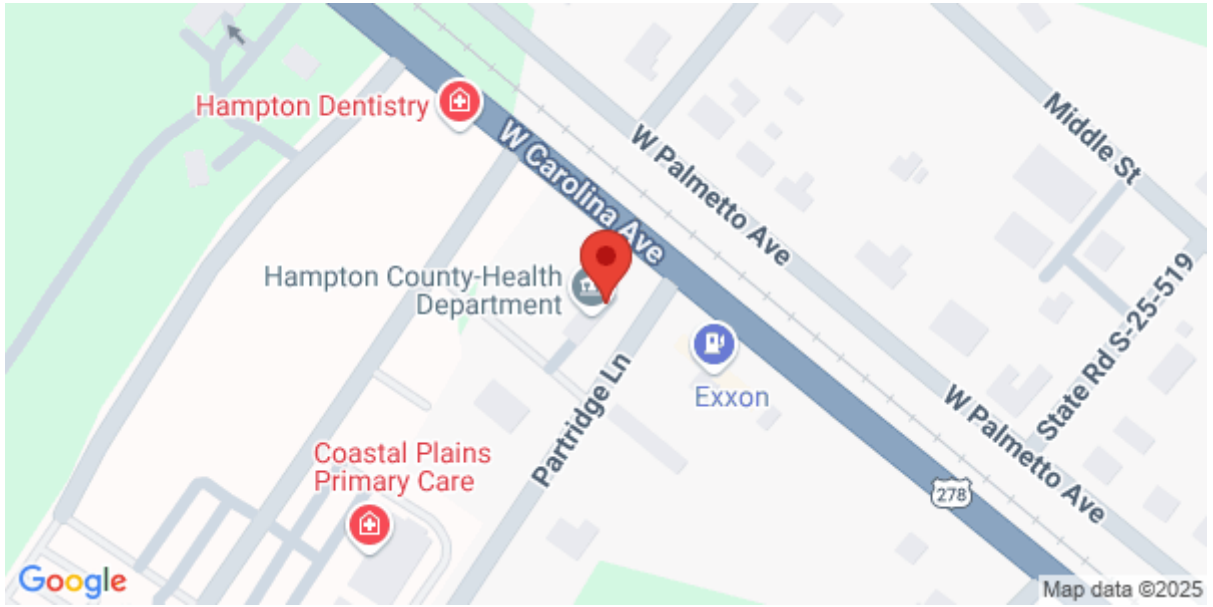 Hampton Dentistry
W Carolina Ave
W Palmetto Ave
Middle St
Hampton County-Health
Department
State Rd S-25-519
Exxon
Partridge Ln
W Palmetto Ave
Coastal Plains
Primary Care
278
Google
Map data ©2025